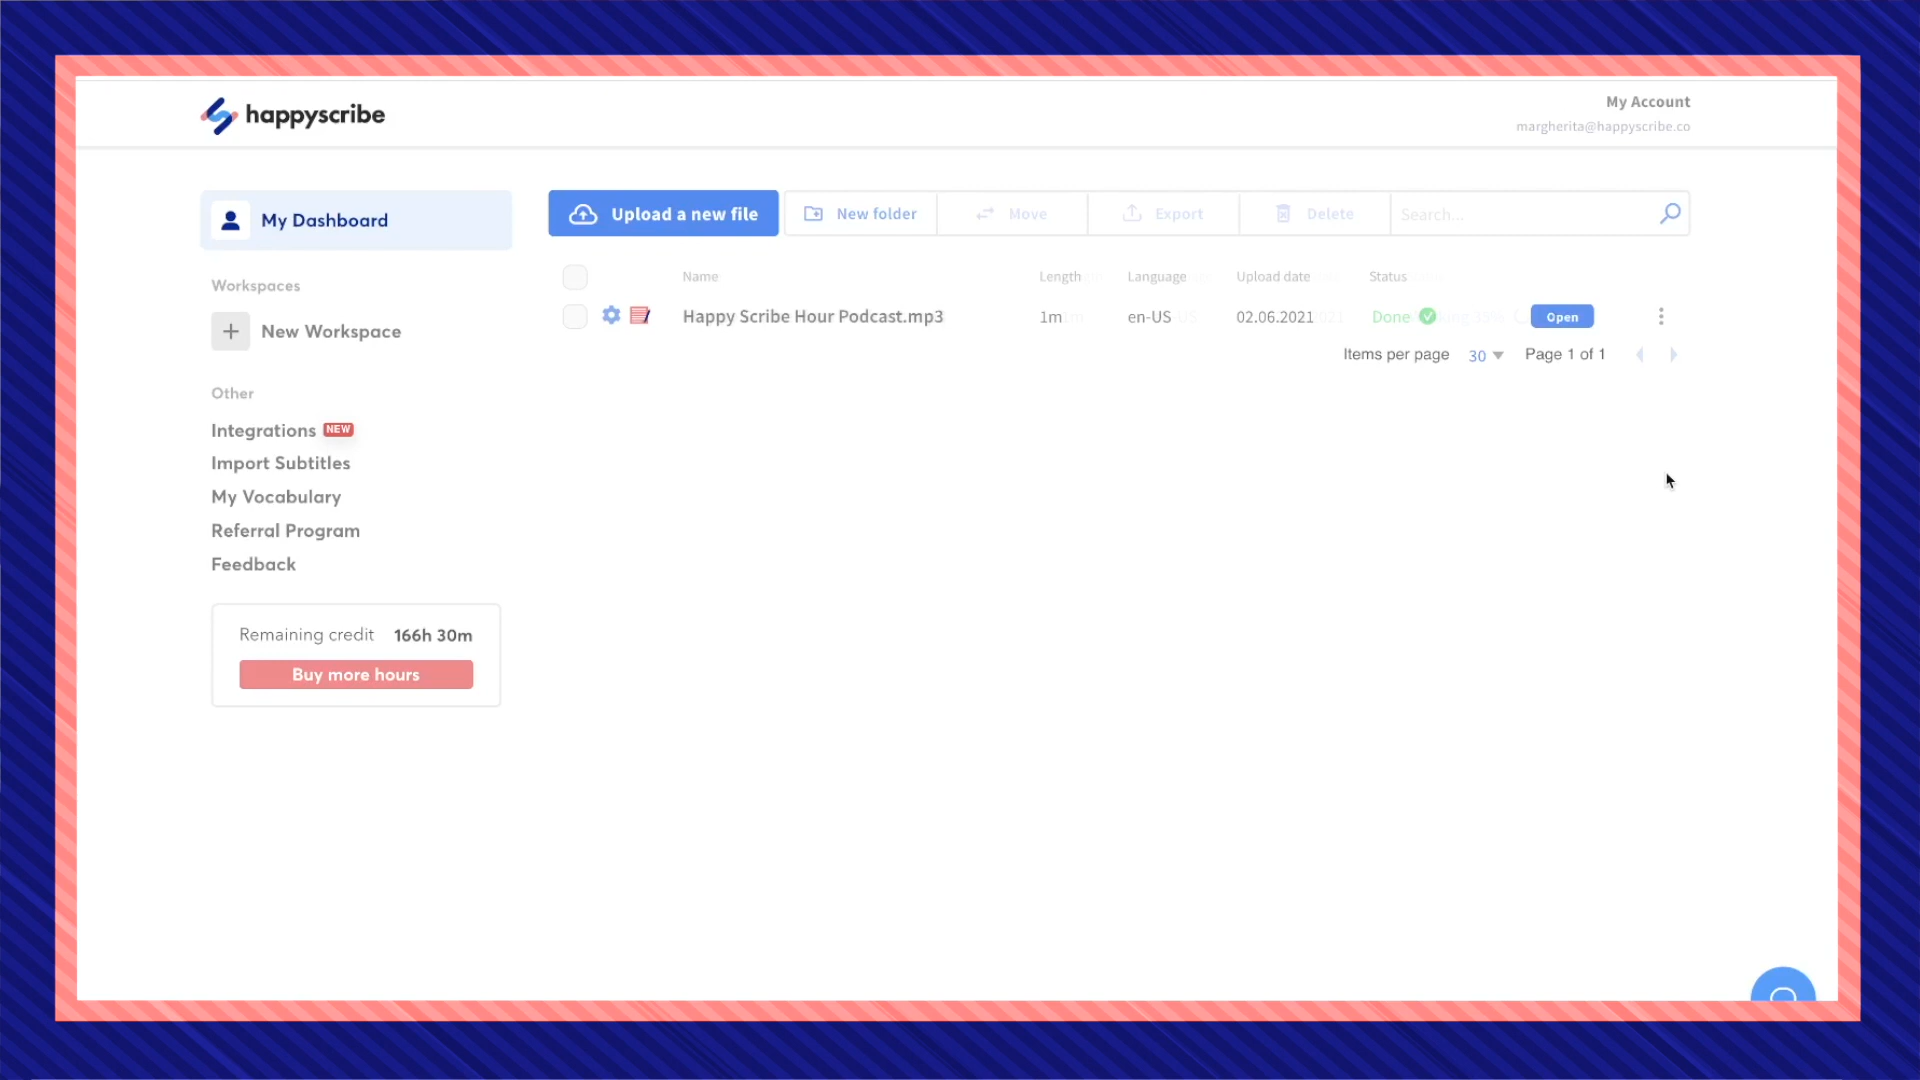 happyscribe
My Account
margherita@happyscribe.co
My Dashboard
Upload a new file
New folder
Move
Export
Delete
Search...
Workspaces
New Workspace
Name
Length
Language
Upload date
Status
Happy Scribe Hour Podcast.mp3
1m
en-US
02.06.2021
Done
Open
Items per page
30
Page 1 of 1
Other
Integrations NEW
Import Subtitles
My Vocabulary
Referral Program
Feedback
Remaining credit 166h 30m
Buy more hours